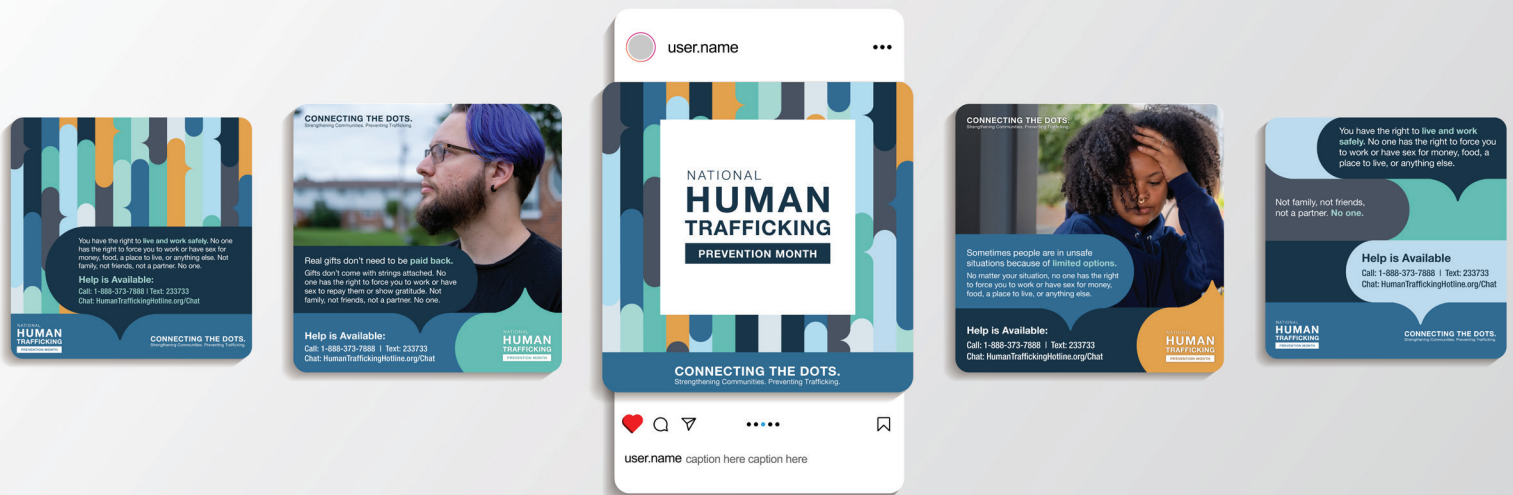 You have the right to live and work safely. No one
has the right to force you to work or have sex for
money, food, a place to live, or anything else. Not
family, not friends, not a partner. No one.
Help is Available:
Call: 1-888-373-7888 | Text: 233733
Chat: HumanTraffickingHotline.org/Chat
NATIONAL
HUMAN
TRAFFICKING
PREVENTION MONTH
CONNECTING THE DOTS.
Strengthening Communities. Preventing Trafficking.
CONNECTING THE DOTS.
Strengthening Communities. Preventing Trafficking.
Real gifts don't need to be paid back.
Gifts don't come with strings attached. No
one has the right to force you to work or have
sex to repay them or show gratitude. Not
family, not friends, not a partner. No one.
Help is Available:
Call: 1-888-373-7888 | Text: 233733
Chat: HumanTraffickingHotline.org/Chat
NATIONAL
HUMAN
TRAFFICKING
PREVENTION MONTH
user.name
NATIONAL
HUMAN
TRAFFICKING
PREVENTION MONTH
CONNECTING THE DOTS.
Strengthening Communities. Preventing Trafficking.
user.name caption here caption here
CONNECTING THE DOTS.
Strengthening Communities. Preventing Trafficking.
Sometimes people are in unsafe
situations because of limited options.
No matter your situation, no one has the right
to force you to work or have sex for money,
food, a place to live, or anything else.
Help is Available:
Call: 1-888-373-7888 | Text: 233733
Chat: HumanTraffickingHotline.org/Chat
NATIONAL
HUMAN
TRAFFICKING
PREVENTION MONTH
You have the right to live and work
safely. No one has the right to force you
to work or have sex for money, food, a
place to live, or anything else.
Not family, not friends,
not a partner. No one.
Help is Available
Call: 1-888-373-7888 | Text: 233733
Chat: HumanTraffickingHotline.org/Chat
NATIONAL
HUMAN
TRAFFICKING
PREVENTION MONTH
CONNECTING THE DOTS.
Strengthening Communities. Preventing Trafficking.